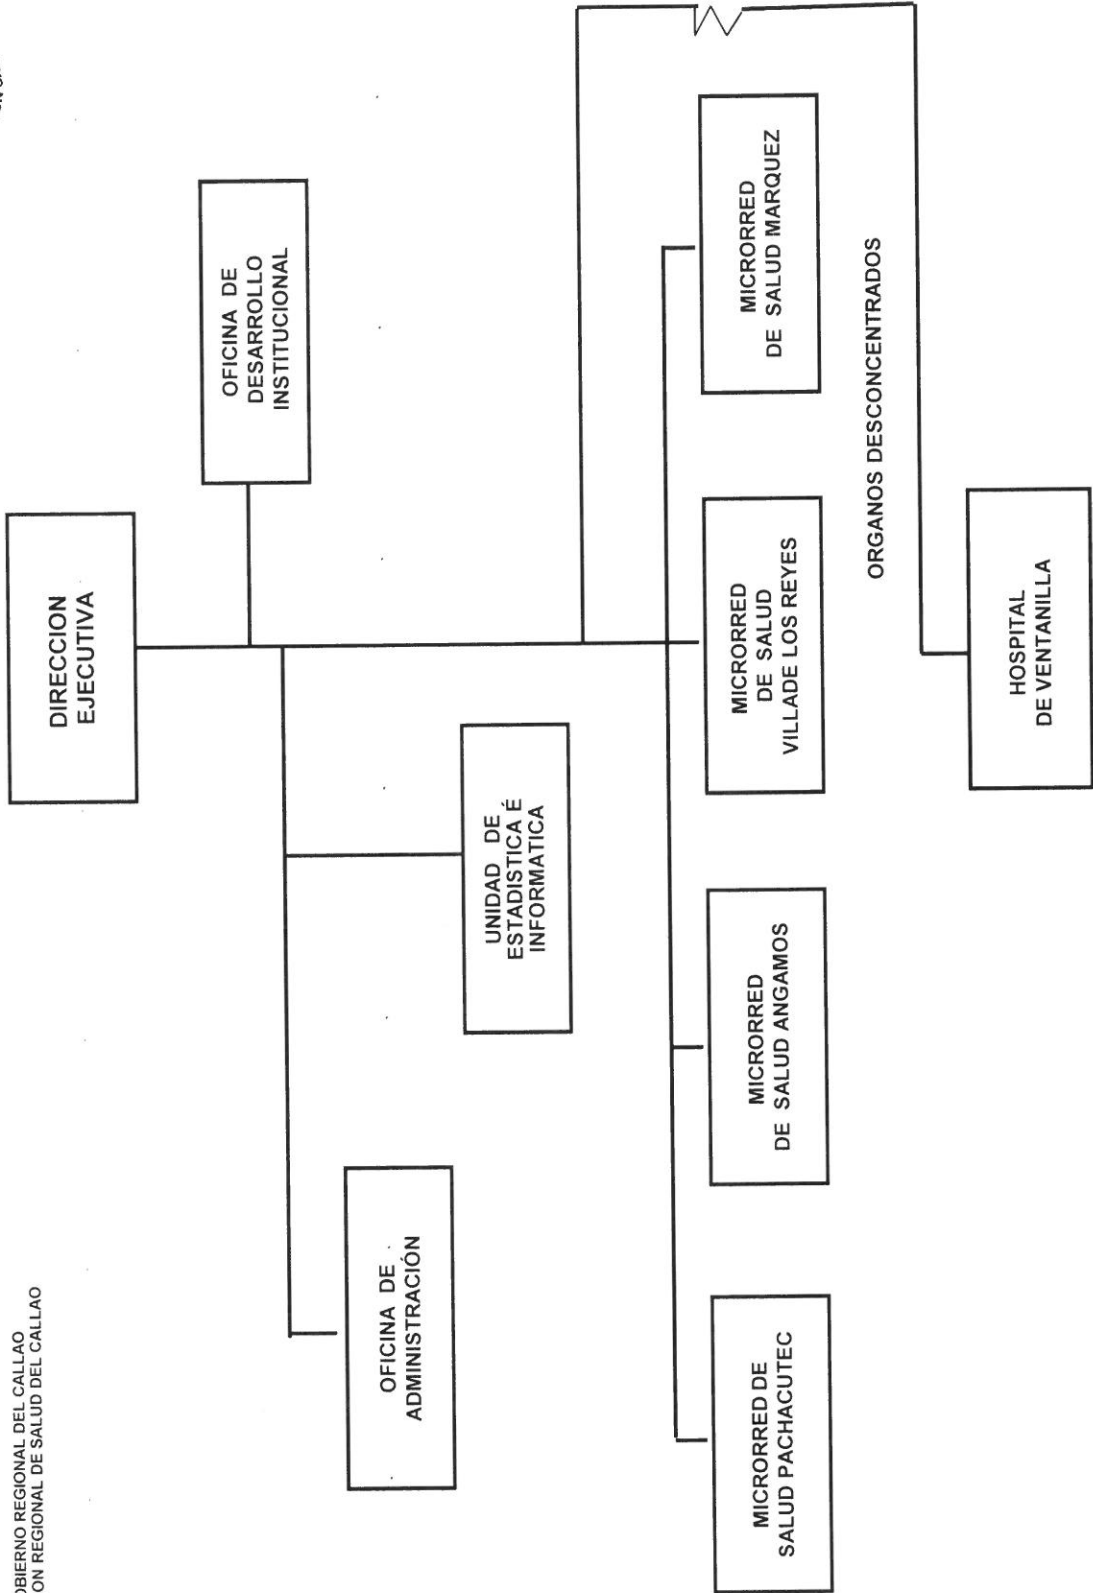 OBIERNO REGIONAL DEL CALLAO
ON REGIONAL DE SALUD DEL CALLAO
DIRECCION
EJECUTIVA
OFICINA DE
DESARROLLO
INSTITUCIONAL
OFICINA DE
ADMINISTRACIÓN
UNIDAD DE
ESTADISTICA É
INFORMATICA
MICRORRED DE
SALUD PACHACUTEC
MICRORRED
DE SALUD ANGAMOS
MICRORRED
DE SALUD
VILLADE LOS REYES
MICRORRED
DE SALUD MARQUEZ
ORGANOS DESCONCENTRADOS
HOSPITAL
DE VENTANILLA